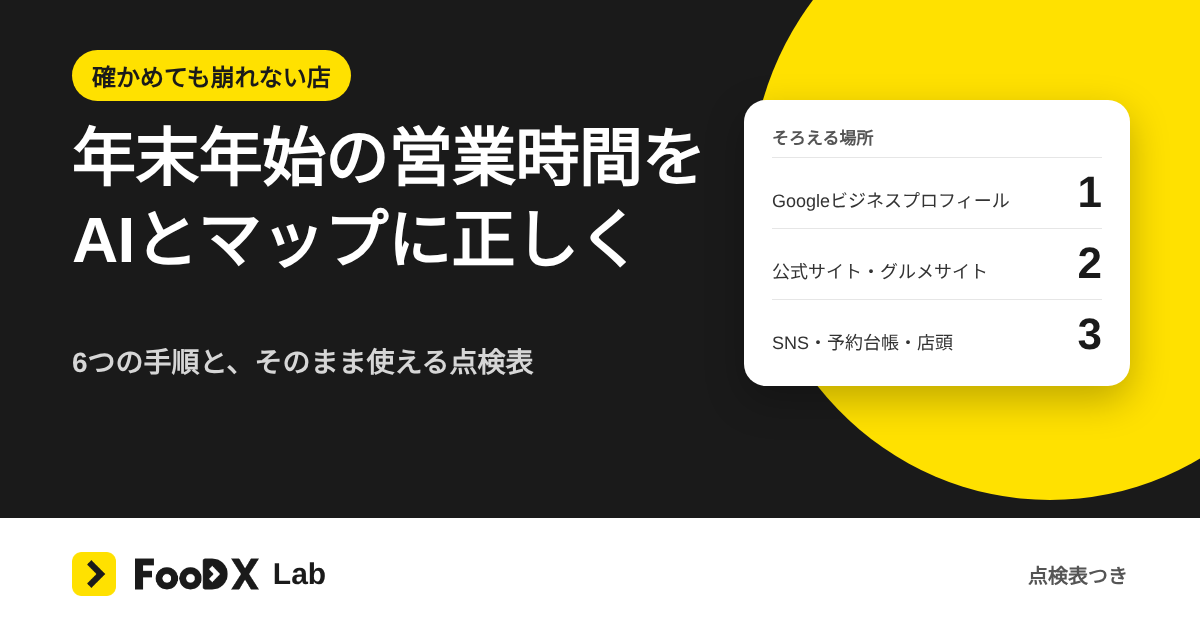 確かめても崩れない店
年末年始の営業時間を
AIとマップに正しく
6つの手順と、そのまま使える点検表
そろえる場所
Googleビジネスプロフィール 1
公式サイト・グルメサイト 2
SNS・予約台帳・店頭 3
FooDX Lab
点検表つき